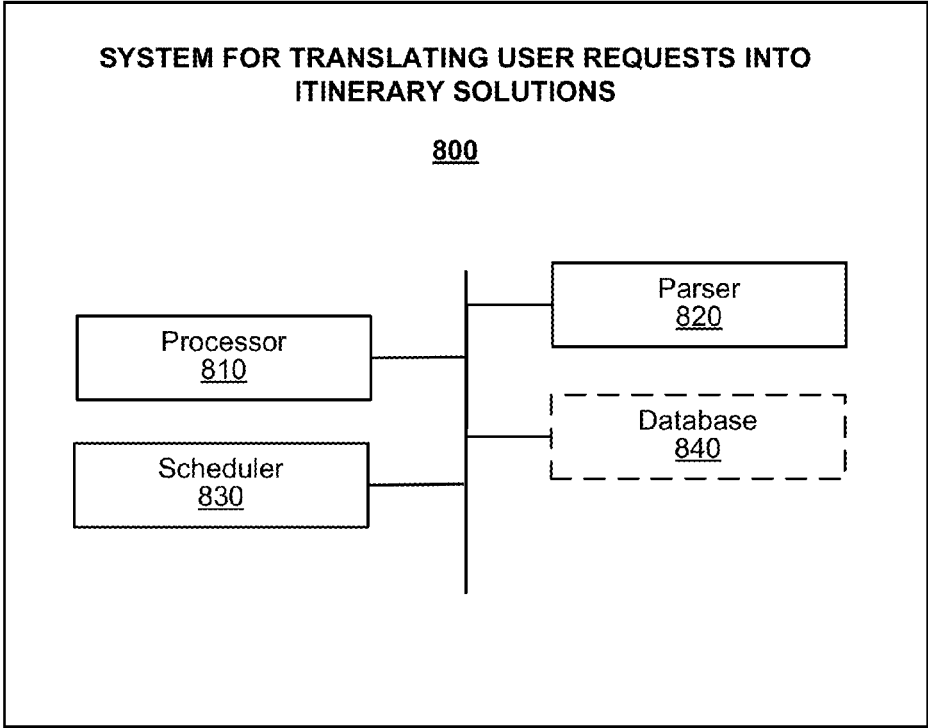 SYSTEM FOR TRANSLATING USER REQUESTS INTO
ITINERARY SOLUTIONS
800
Parser
820
Processor
810
Database
840
Scheduler
830